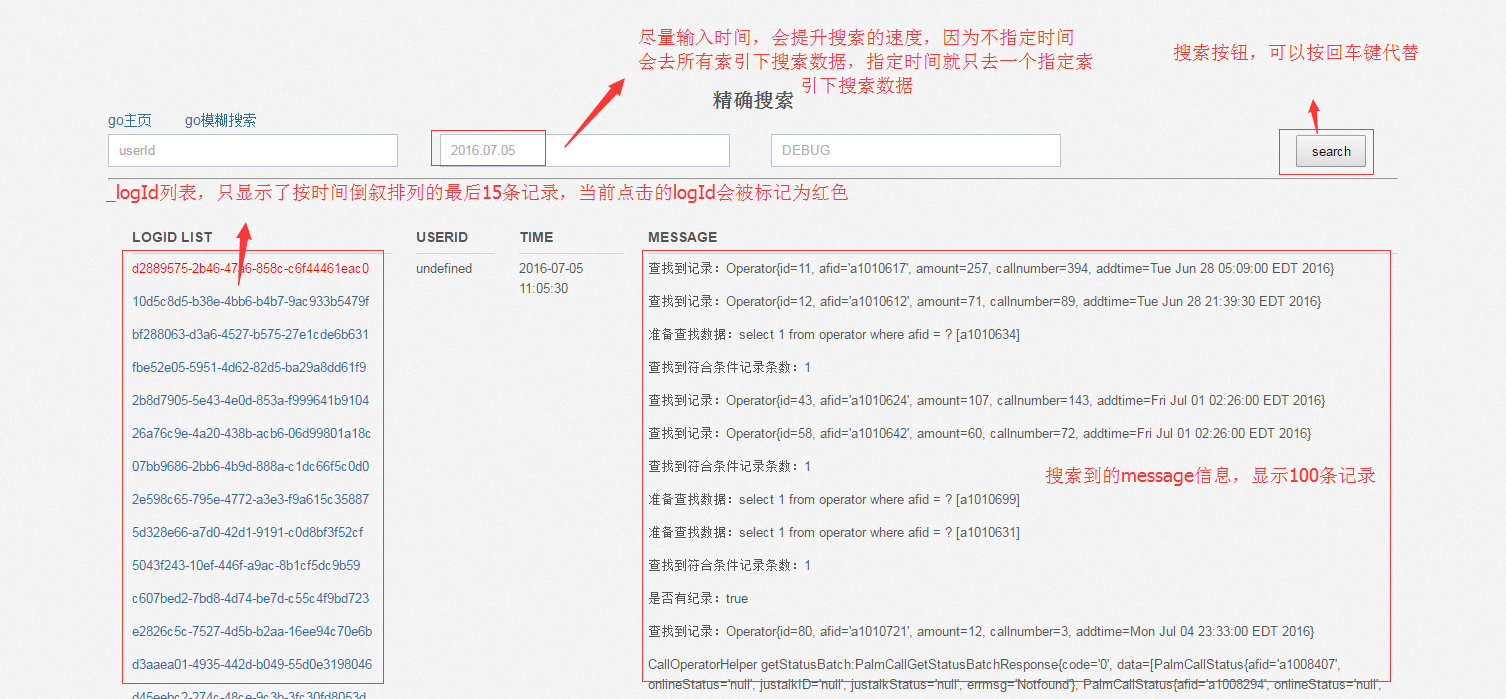 尽量输入时间，会提升搜索的速度，因为不指定时间
会去所有索引下搜索数据，指定时间就只去一个指定索
引下搜索数据
搜索按钮，可以按回车键代替
精确搜索
go主页 go模糊搜索
userId 2016.07.05 DEBUG search
_logId列表，只显示了按时间倒叙排列的最后15条记录，当前点击的logId会被标记为红色
LOGID LIST USERID TIME MESSAGE
d2889575-2b46-47a6-858c-c6f44461eac0 undefined 2016-07-05 查找到记录：Operator{id=11, afid='a1010617', amount=257, callnumber=394, addtime=Tue Jun 28 05:09:00 EDT 2016}
11:05:30
10d5c8d5-b38e-4bb6-b4b7-9ac933b5479f 查找到记录：Operator{id=12, afid='a1010612', amount=71, callnumber=89, addtime=Tue Jun 28 21:39:30 EDT 2016}
bf288063-d3a6-4527-b575-27e1cde6b631 准备查找数据：select 1 from operator where afid = ? [a1010634]
fbe52e05-5951-4d62-82d5-ba29a8dd61f9 查找到符合条件记录条数：1
2b8d7905-5e43-4e0d-853a-f999641b9104 查找到记录：Operator{id=43, afid='a1010624', amount=107, callnumber=143, addtime=Fri Jul 01 02:26:00 EDT 2016}
26a76c9e-4a20-438b-acb6-06d99801a18c 查找到记录：Operator{id=58, afid='a1010642', amount=60, callnumber=72, addtime=Fri Jul 01 02:26:00 EDT 2016}
07bb9686-2bb6-4b9d-888a-c1dc66f5c0d0 查找到符合条件记录条数：1
搜索到的message信息，显示100条记录
2e598c65-795e-4772-a3e3-f9a615c35887 准备查找数据：select 1 from operator where afid = ? [a1010699]
5d328e66-a7d0-42d1-9191-c0d8bf3f52cf 准备查找数据：select 1 from operator where afid = ? [a1010631]
5043f243-10ef-446f-a9ac-8b1cf5dc9b59 查找到符合条件记录条数：1
c607bed2-7bd8-4d74-be7d-c55c4f9bd723 是否有纪录：true
e2826c5c-7527-4d5b-b2aa-16ee94c70e6b 查找到记录：Operator{id=80, afid='a1010721', amount=12, callnumber=3, addtime=Mon Jul 04 23:33:00 EDT 2016}
d3aaea01-4935-442d-b049-55d0e3198046 CallOperatorHelper getStatusBatch:PalmCallGetStatusBatchResponse{code='0', data=[PalmCallStatus{afid='a1008407',
d45eebc2-274c-48ce-9c3b-3fc30fd8053d onlineStatus='null', justalkID='null', justalkStatus='null', errmsg='Notfound'}, PalmCallStatus{afid='a1008294', onlineStatus='null',